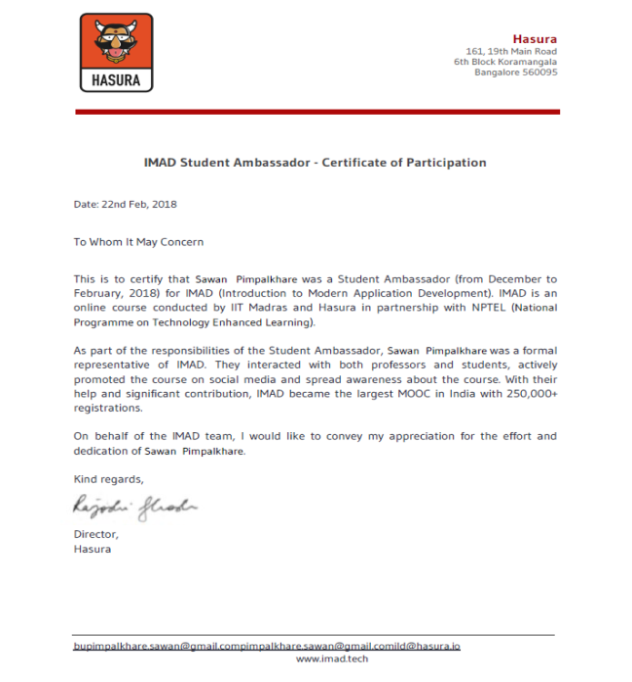 HASURA
Hasura
161, 19th Main Road
6th Block Koramangala
Bangalore 560095
IMAD Student Ambassador - Certificate of Participation
Date: 22nd Feb, 2018
To Whom It May Concern
This is to certify that Sawan Pimpalkhare was a Student Ambassador (from December to
February, 2018) for IMAD (Introduction to Modern Application Development). IMAD is an
online course conducted by IIT Madras and Hasura in partnership with NPTEL (National
Programme on Technology Enhanced Learning).
As part of the responsibilities of the Student Ambassador, Sawan Pimpalkhare was a formal
representative of IMAD. They interacted with both professors and students, actively
promoted the course on social media and spread awareness about the course. With their
help and significant contribution, IMAD became the largest MOOC in India with 250,000+
registrations.
On behalf of the IMAD team, I would like to convey my appreciation for the effort and
dedication of Sawan Pimpalkhare.
Kind regards,
Director,
Hasura
bupimpalkhare.sawan@gmail.compimpalkhare.sawan@gmail.comild@hasura.io
www.imad.tech